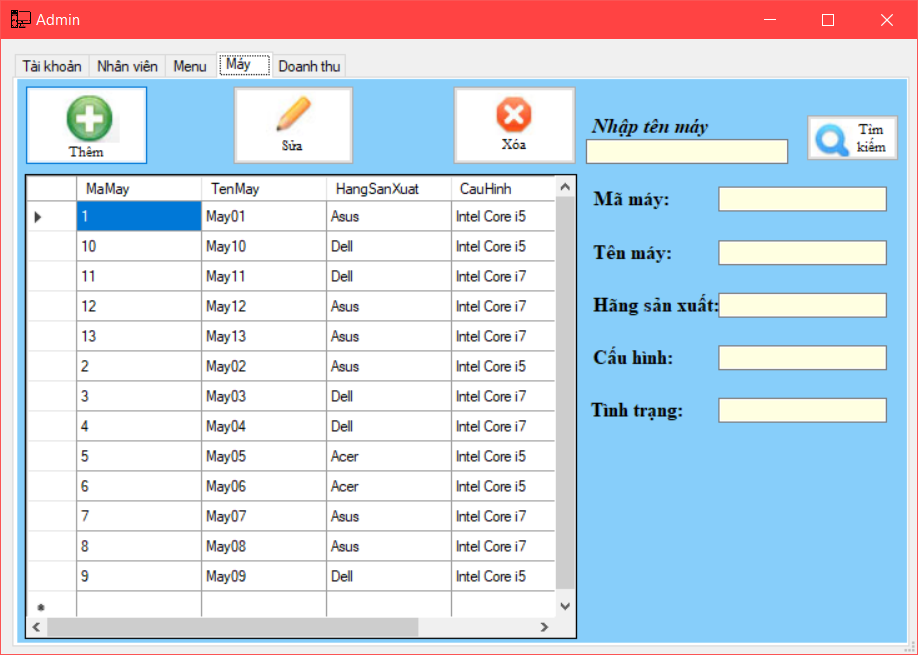 Admin
Tài khoản Nhân viên Menu Máy Doanh thu
Thêm
Sửa
Xóa
Nhập tên máy
Tìm
kiếm
MaMay TenMay HangSanXuat CauHinh
1 May01 Asus Intel Core i5
10 May10 Dell Intel Core i5
11 May11 Dell Intel Core i7
12 May12 Asus Intel Core i7
13 May13 Asus Intel Core i7
2 May02 Asus Intel Core i5
3 May03 Dell Intel Core i7
4 May04 Dell Intel Core i7
5 May05 Acer Intel Core i5
6 May06 Acer Intel Core i5
7 May07 Asus Intel Core i7
8 May08 Asus Intel Core i7
9 May09 Dell Intel Core i5
Mã máy:
Tên máy:
Hãng sản xuất:
Cấu hình:
Tình trạng: